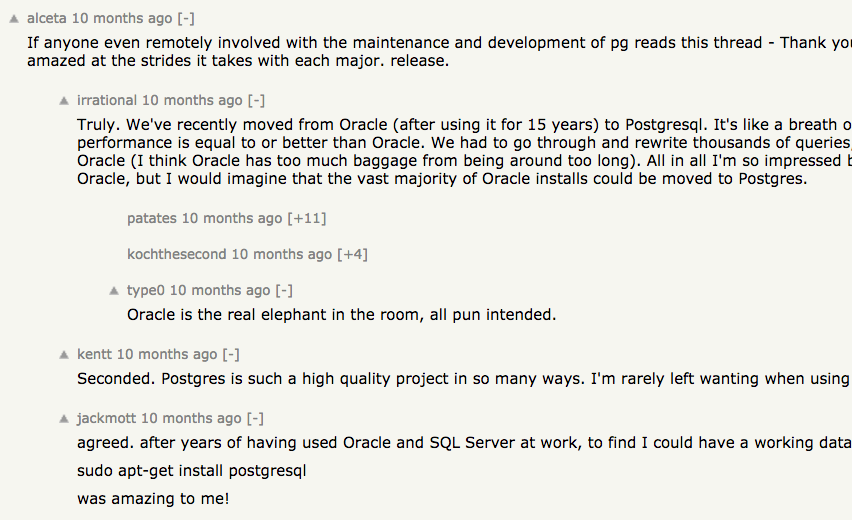 alceta 10 months ago [-]
If anyone even remotely involved with the maintenance and development of pg reads this thread - Thank you
amazed at the strides it takes with each major. release.
irrational 10 months ago [-]
Truly. We've recently moved from Oracle (after using it for 15 years) to Postgresql. It's like a breath o
performance is equal to or better than Oracle. We had to go through and rewrite thousands of queries,
Oracle (I think Oracle has too much baggage from being around too long). All in all I'm so impressed b
Oracle, but I would imagine that the vast majority of Oracle installs could be moved to Postgres.
patates 10 months ago [+11]
kochthesecond 10 months ago [+4]
type0 10 months ago [-]
Oracle is the real elephant in the room, all pun intended.
kentt 10 months ago [-]
Seconded. Postgres is such a high quality project in so many ways. I'm rarely left wanting when using
jackmott 10 months ago [-]
agreed. after years of having used Oracle and SQL Server at work, to find I could have a working data
sudo apt-get install postgresql
was amazing to me!